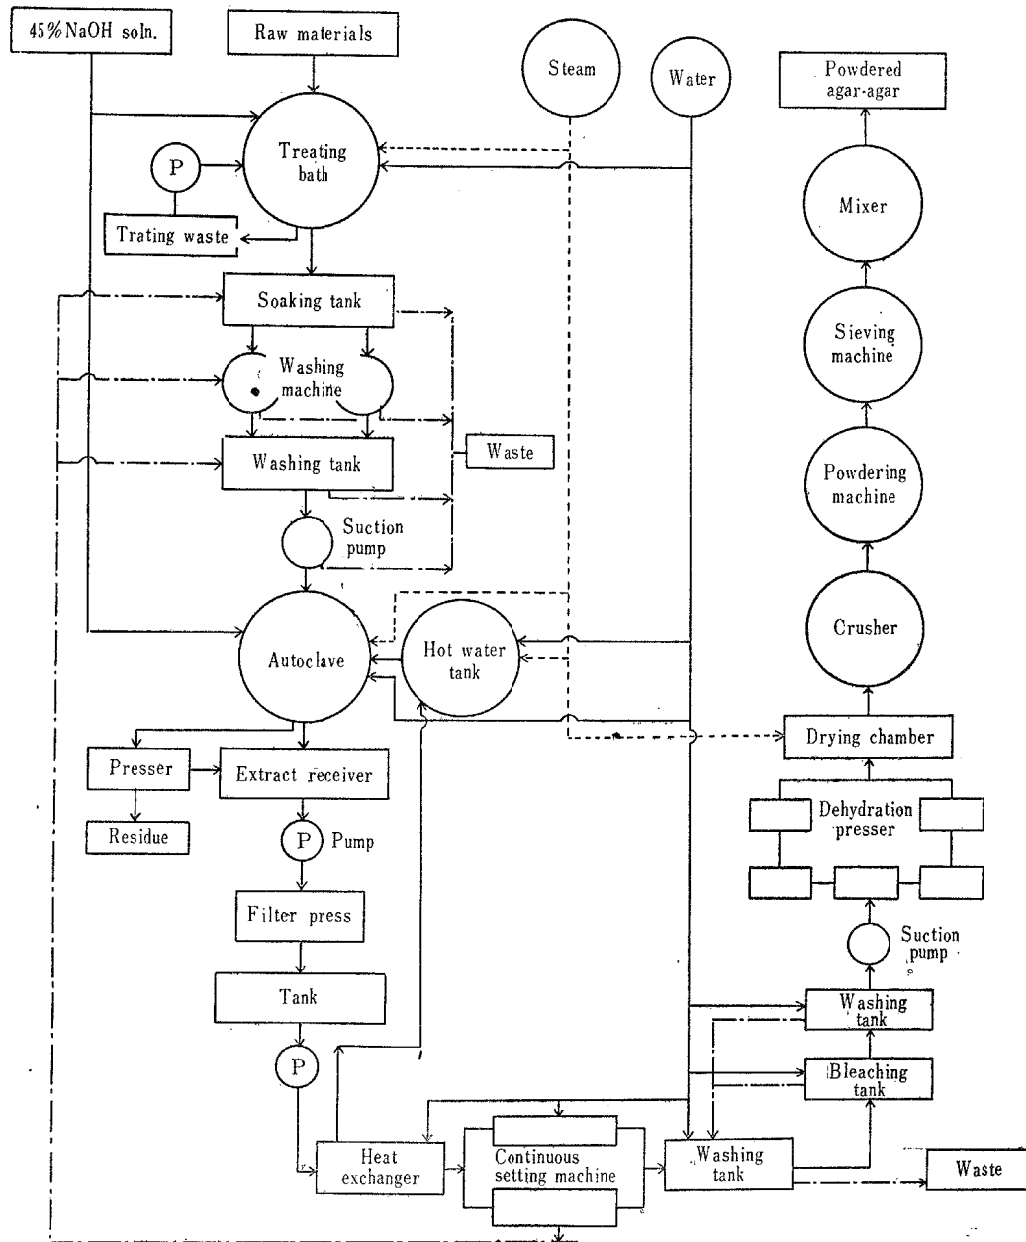 45%NaOH soln.
Raw materials
Steam
Water
Powdered
agar-agar
Treating
bath
P
Trating waste
Mixer
Soaking tank
Sieving
machine
Washing
machine
Washing tank
Waste
Powdering
machine
Suction
pump
Autoclave
Hot water
tank
Crusher
Drying chamber
Presser
Extract receiver
Dehydration
presser
Residue
P
Pump
Filter press
Suction
pump
Tank
Washing
tank
P
Bleaching
tank
Heat
exchanger
Continuous
setting machine
Washing
tank
Waste